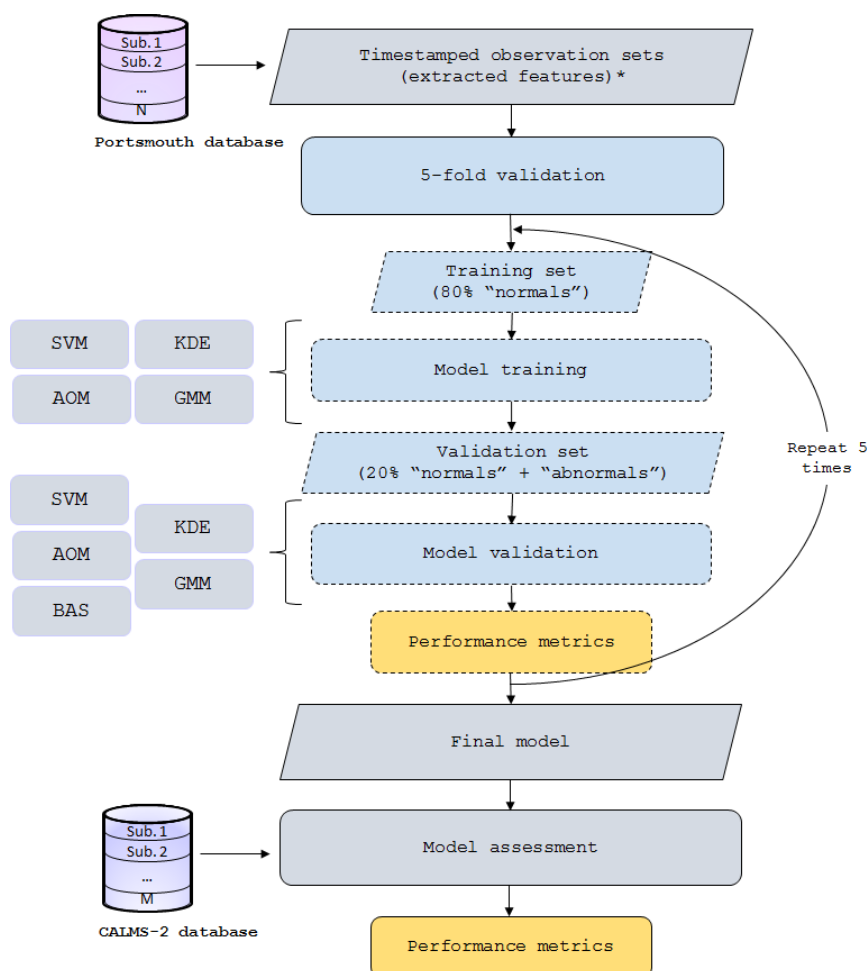 Sub.1
Sub.2
...
N
Portsmouth database
Timestamped observation sets
(extracted features)*
5-fold validation
Training set
(80% “normals”)
SVM
KDE
AOM
GMM
Model training
Validation set
(20% “normals” + “abnormals”)
Repeat 5
times
SVM
KDE
AOM
GMM
BAS
Model validation
Performance metrics
Final model
Sub.1
Sub.2
...
M
CALMS-2 database
Model assessment
Performance metrics